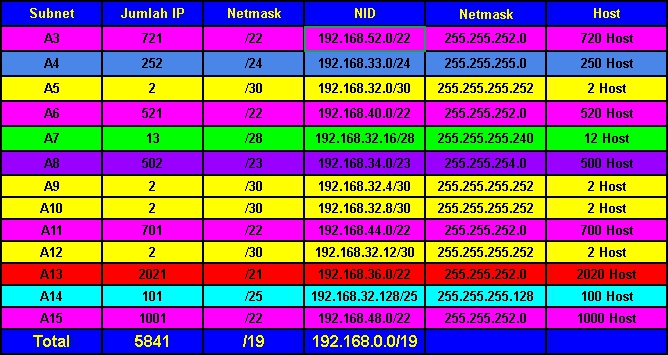 Subnet Jumlah IP Netmask NID Netmask Host
A3 721 /22 192.168.52.0/22 255.255.252.0 720 Host
A4 252 /24 192.168.33.0/24 255.255.255.0 250 Host
A5 2 /30 192.168.32.0/30 255.255.255.252 2 Host
A6 521 /22 192.168.40.0/22 255.255.252.0 520 Host
A7 13 /28 192.168.32.16/28 255.255.255.240 12 Host
A8 502 /23 192.168.34.0/23 255.255.254.0 500 Host
A9 2 /30 192.168.32.4/30 255.255.255.252 2 Host
A10 2 /30 192.168.32.8/30 255.255.255.252 2 Host
A11 701 /22 192.168.44.0/22 255.255.252.0 700 Host
A12 2 /30 192.168.32.12/30 255.255.255.252 2 Host
A13 2021 /21 192.168.36.0/22 255.255.252.0 2020 Host
A14 101 /25 192.168.32.128/25 255.255.255.128 100 Host
A15 1001 /22 192.168.48.0/22 255.255.252.0 1000 Host
Total 5841 /19 192.168.0.0/19